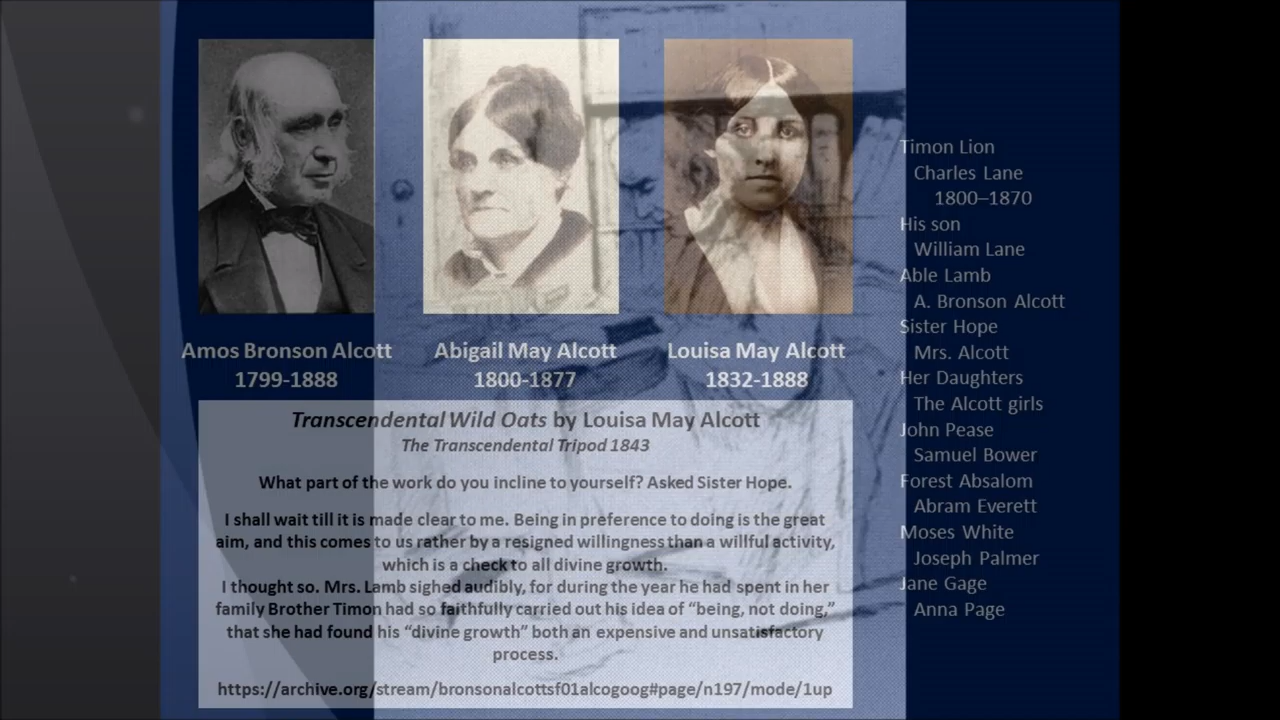 Amos Bronson Alcott
1799-1888
Abigail May Alcott
1800-1877
Louisa May Alcott
1832-1888
Transcendental Wild Oats by Louisa May Alcott
The Transcendental Tripod 1843
What part of the work do you incline to yourself? Asked Sister Hope.
I shall wait till it is made clear to me. Being in preference to doing is the great
aim, and this comes to us rather by a resigned willingness than a willful activity,
which is a check to all divine growth.
I thought so. Mrs. Lamb sighed audibly, for during the year he had spent in her
family Brother Timon had so faithfully carried out his idea of “being, not doing,”
that she had found his “divine growth” both an expensive and unsatisfactory
process.
https://archive.org/stream/bronsonalcottsf01alcogoog#page/n197/mode/1up
Timon Lion
Charles Lane
1800–1870
His son
William Lane
Able Lamb
A. Bronson Alcott
Sister Hope
Mrs. Alcott
Her Daughters
The Alcott girls
John Pease
Samuel Bower
Forest Absalom
Abram Everett
Moses White
Joseph Palmer
Jane Gage
Anna Page